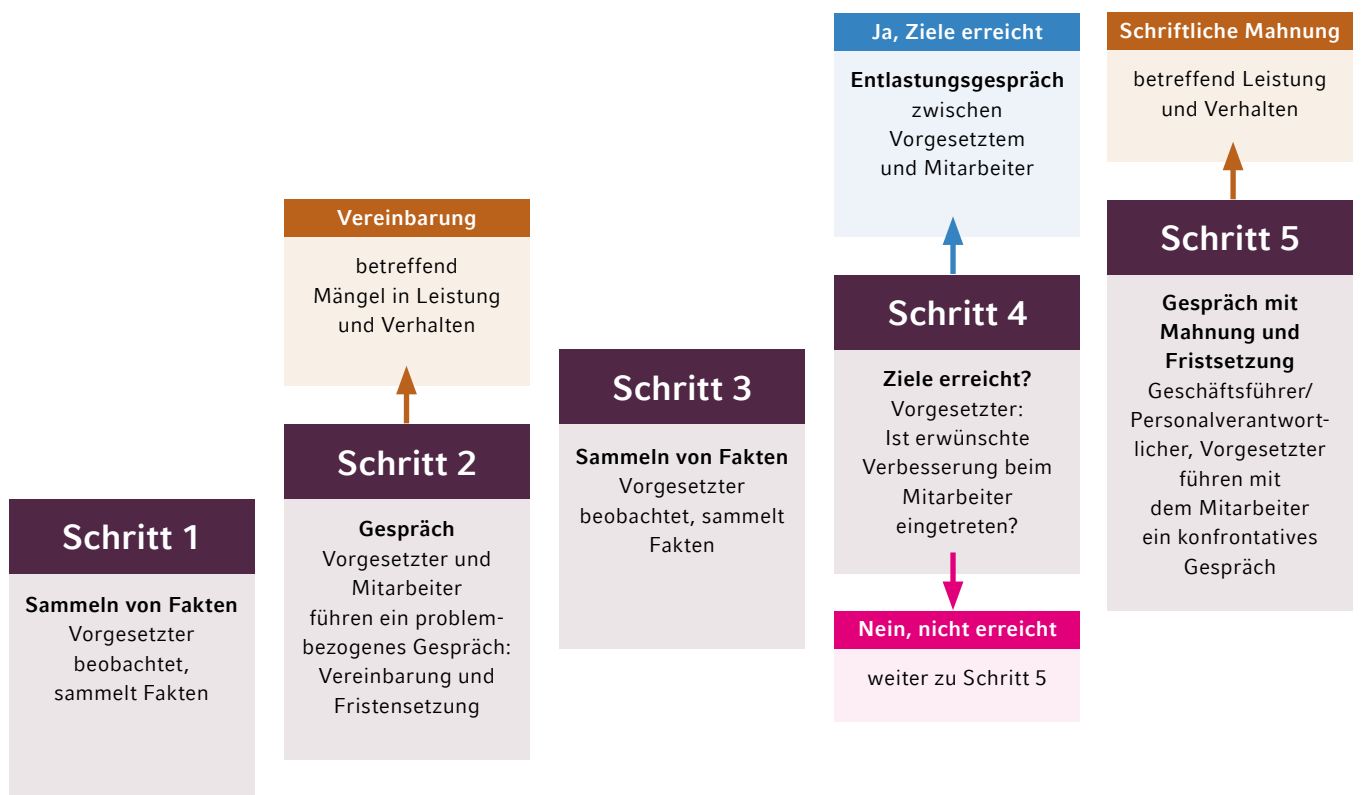 Schritt 1
Sammeln von Fakten
Vorgesetzter
beobachtet,
sammelt Fakten
Vereinbarung
betreffend
Mängel in Leistung
und Verhalten
Schritt 2
Gespräch
Vorgesetzter und
Mitarbeiter
führen ein problem-
bezogenes Gespräch:
Vereinbarung und
Fristensetzung
Schritt 3
Sammeln von Fakten
Vorgesetzter
beobachtet, sammelt
Fakten
Ja, Ziele erreicht
Entlastungsgespräch
zwischen
Vorgesetztem
und Mitarbeiter
Schritt 4
Ziele erreicht?
Vorgesetzter:
Ist erwünschte
Verbesserung beim
Mitarbeiter
eingetreten?
Nein, nicht erreicht
weiter zu Schritt 5
Schriftliche Mahnung
betreffend Leistung
und Verhalten
Schritt 5
Gespräch mit
Mahnung und
Fristsetzung
Geschäftsführer/
Personalverantwort-
licher, Vorgesetzter
führen mit
dem Mitarbeiter
ein konfrontatives
Gespräch